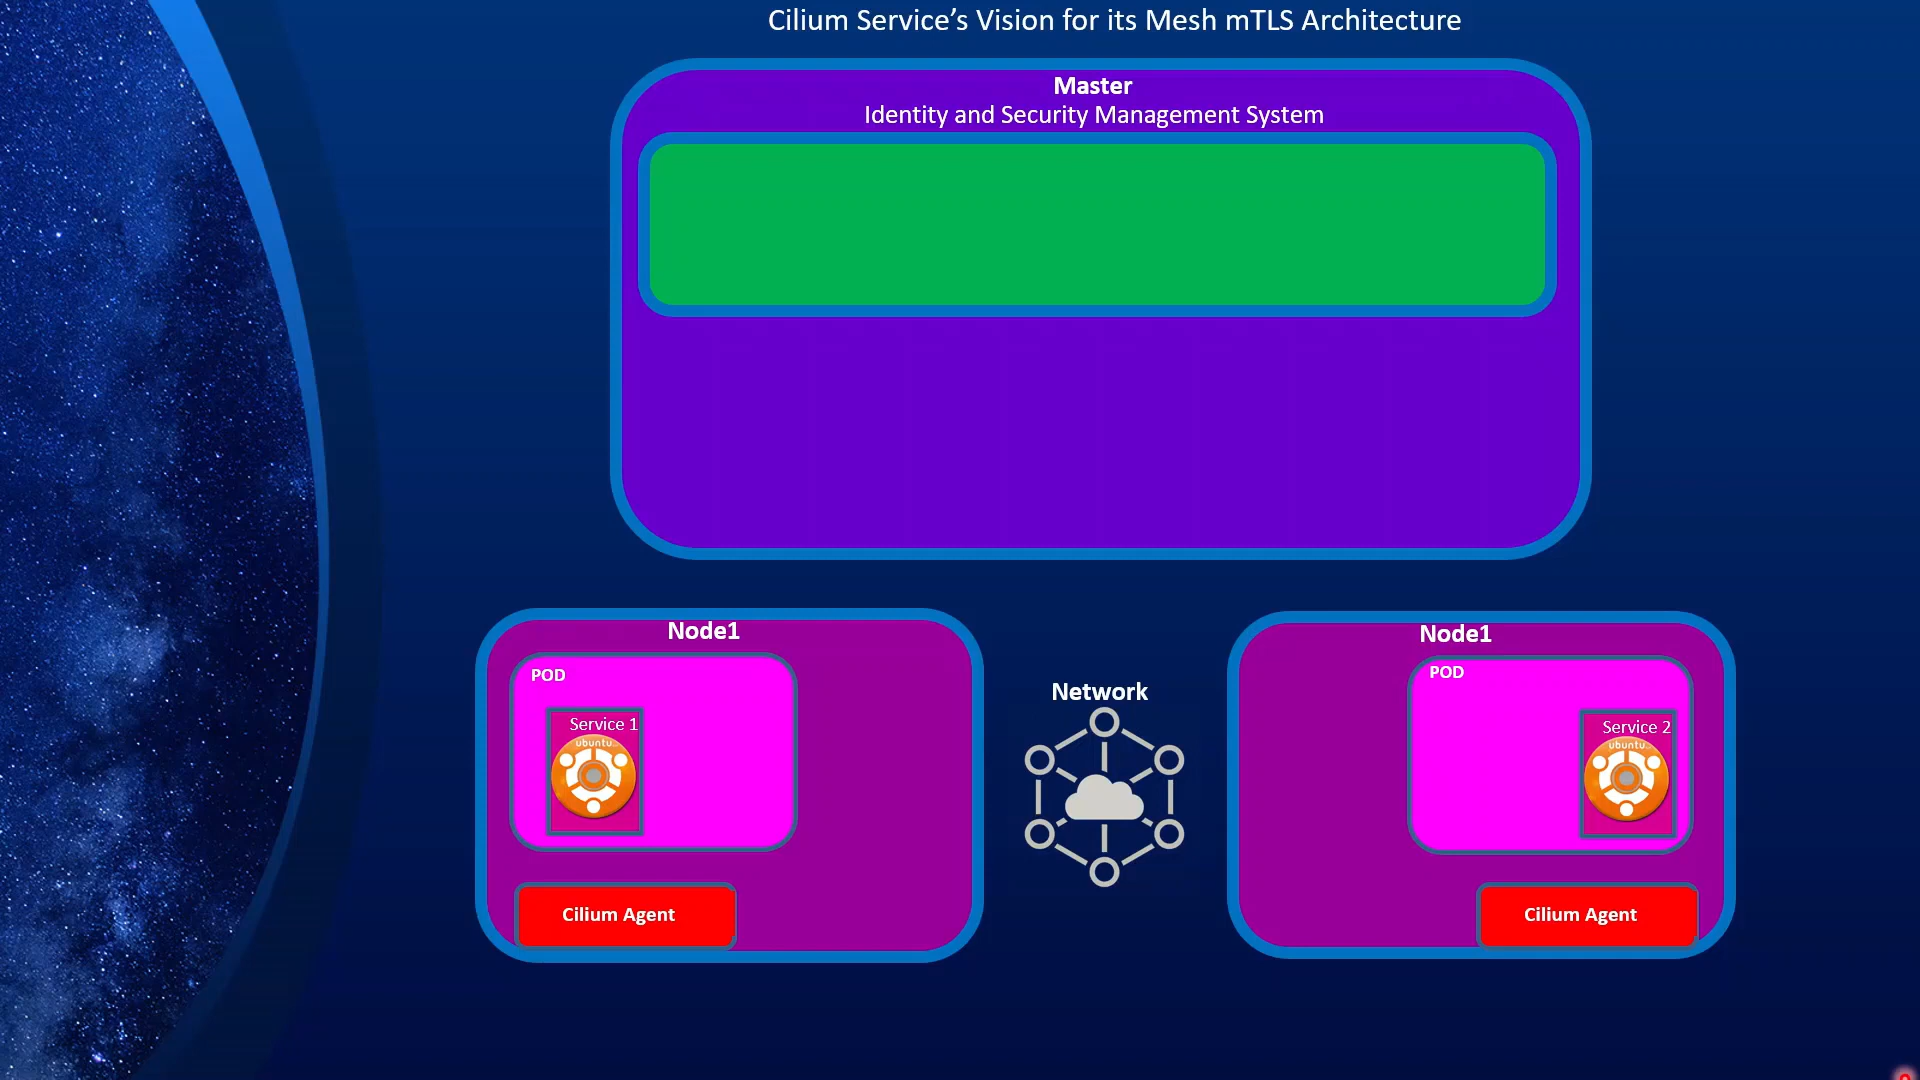 Cilium Service’s Vision for its Mesh mTLS Architecture
Master
Identity and Security Management System
Node1
POD
Service 1
ubuntu
Cilium Agent
Network
Node1
POD
Service 2
ubuntu
Cilium Agent